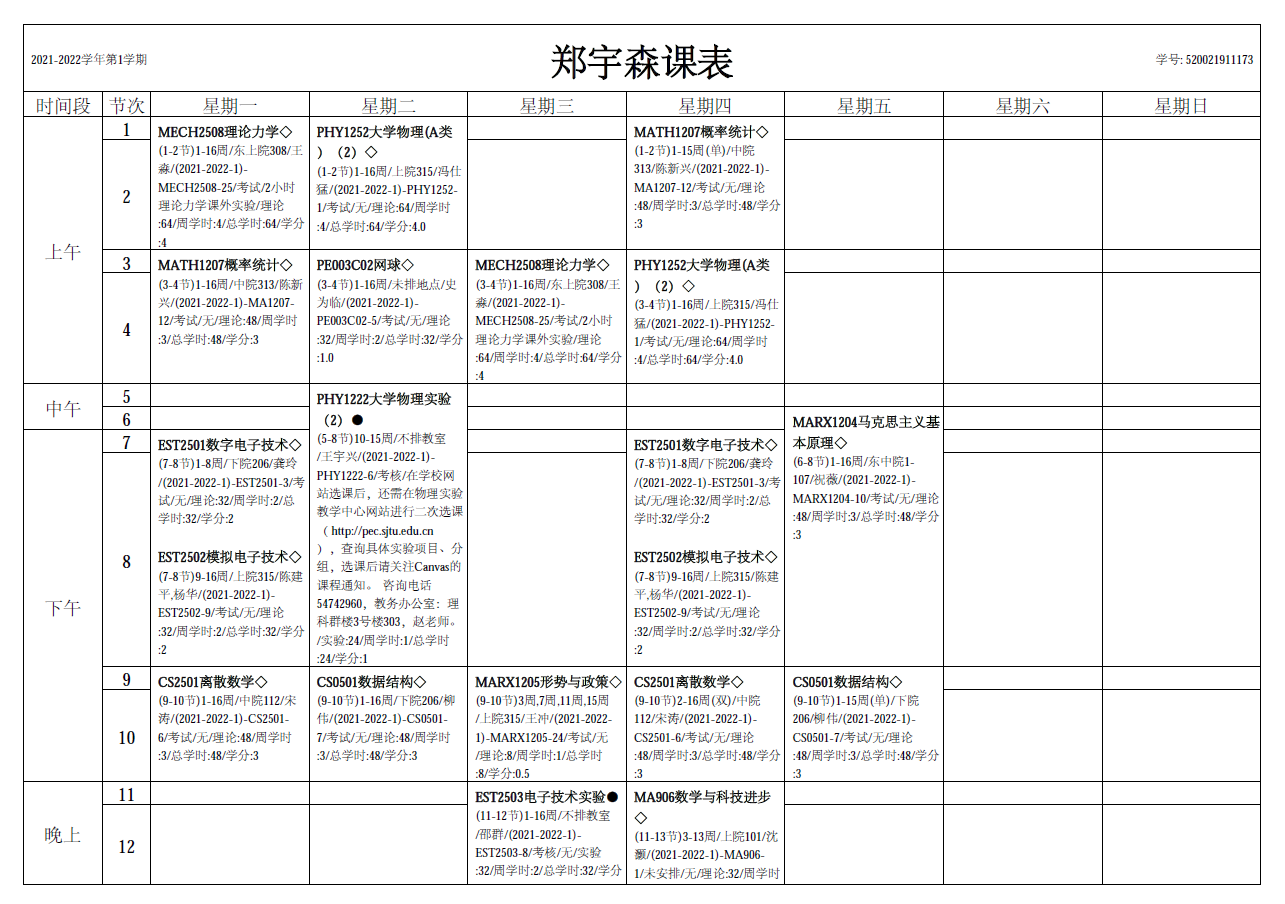 2021-2022学年第1学期
郑宇森课表
学号: 520021911173
时间段 节次 星期一 星期二 星期三 星期四 星期五 星期六 星期日
上午
1
2
MECH2508理论力学◇
(1-2节)1-16周/东上院308/王
淼/(2021-2022-1)-
MECH2508-25/考试/2小时
理论力学课外实验/理论
:64/周学时:4/总学时:64/学分
:4
PHY1252大学物理(A类
)（2）◇
(1-2节)1-16周/上院315/冯仕
猛/(2021-2022-1)-PHY1252-
1/考试/无/理论:64/周学时
:4/总学时:64/学分:4.0
MATH1207概率统计◇
(1-2节)1-15周(单)/中院
313/陈新兴/(2021-2022-1)-
MA1207-12/考试/无/理论
:48/周学时:3/总学时:48/学分
:3
3
4
MATH1207概率统计◇
(3-4节)1-16周/中院313/陈新
兴/(2021-2022-1)-MA1207-
12/考试/无/理论:48/周学时
:3/总学时:48/学分:3
PE003C02网球◇
(3-4节)1-16周/未排地点/史
为临/(2021-2022-1)-
PE003C02-5/考试/无/理论
:32/周学时:2/总学时:32/学分
:1.0
MECH2508理论力学◇
(3-4节)1-16周/东上院308/王
淼/(2021-2022-1)-
MECH2508-25/考试/2小时
理论力学课外实验/理论
:64/周学时:4/总学时:64/学分
:4
PHY1252大学物理(A类
)（2）◇
(3-4节)1-16周/上院315/冯仕
猛/(2021-2022-1)-PHY1252-
1/考试/无/理论:64/周学时
:4/总学时:64/学分:4.0
中午
5
6
PHY1222大学物理实验
（2）●
(5-8节)10-15周/不排教室
/王宇兴/(2021-2022-1)-
PHY1222-6/考核/在学校网
站选课后，还需在物理实验
教学中心网站进行二次选课
（ http://pec.sjtu.edu.cn
），查询具体实验项目、分
组，选课后请关注Canvas的
课程通知。 咨询电话
54742960，教务办公室：理
科群楼3号楼303，赵老师。
/实验:24/周学时:1/总学时
:24/学分:1
MARX1204马克思主义基
本原理◇
(6-8节)1-16周/东中院1-
107/祝薇/(2021-2022-1)-
MARX1204-10/考试/无/理论
:48/周学时:3/总学时:48/学分
:3
下午
7
8
EST2501数字电子技术◇
(7-8节)1-8周/下院206/龚玲
/(2021-2022-1)-EST2501-3/考
试/无/理论:32/周学时:2/总
学时:32/学分:2
EST2502模拟电子技术◇
(7-8节)9-16周/上院315/陈建
平,杨华/(2021-2022-1)-
EST2502-9/考试/无/理论
:32/周学时:2/总学时:32/学分
:2
EST2501数字电子技术◇
(7-8节)1-8周/下院206/龚玲
/(2021-2022-1)-EST2501-3/考
试/无/理论:32/周学时:2/总
学时:32/学分:2
EST2502模拟电子技术◇
(7-8节)9-16周/上院315/陈建
平,杨华/(2021-2022-1)-
EST2502-9/考试/无/理论
:32/周学时:2/总学时:32/学分
:2
9
10
CS2501离散数学◇
(9-10节)1-16周/中院112/宋
涛/(2021-2022-1)-CS2501-
6/考试/无/理论:48/周学时
:3/总学时:48/学分:3
CS0501数据结构◇
(9-10节)1-16周/下院206/柳
伟/(2021-2022-1)-CS0501-
7/考试/无/理论:48/周学时
:3/总学时:48/学分:3
MARX1205形势与政策◇
(9-10节)3周,7周,11周,15周
/上院315/王冲/(2021-2022-
1)-MARX1205-24/考试/无
/理论:8/周学时:1/总学时
:8/学分:0.5
CS2501离散数学◇
(9-10节)2-16周(双)/中院
112/宋涛/(2021-2022-1)-
CS2501-6/考试/无/理论
:48/周学时:3/总学时:48/学分
:3
CS0501数据结构◇
(9-10节)1-15周(单)/下院
206/柳伟/(2021-2022-1)-
CS0501-7/考试/无/理论
:48/周学时:3/总学时:48/学分
:3
晚上
11
12
EST2503电子技术实验●
(11-12节)1-16周/不排教室
/邵群/(2021-2022-1)-
EST2503-8/考核/无/实验
:32/周学时:2/总学时:32/学分
MA906数学与科技进步
◇
(11-13节)3-13周/上院101/沈
灏/(2021-2022-1)-MA906-
1/未安排/无/理论:32/周学时